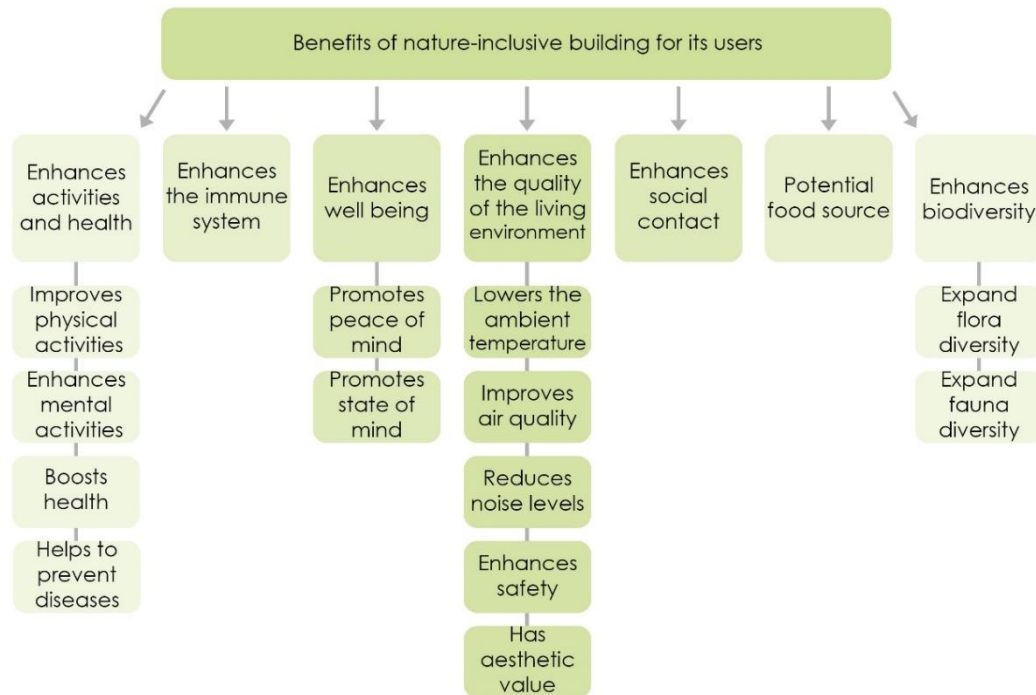 Benefits of nature-inclusive building for its users
Enhances
activities
and health
Improves
physical
activities
Enhances
mental
activities
Boosts
health
Helps to
prevent
diseases
Enhances
the immune
system
Enhances
well being
Promotes
peace of
mind
Promotes
state of
mind
Enhances
the quality
of the living
environment
Lowers the
ambient
temperature
Improves
air quality
Reduces
noise levels
Enhances
safety
Has
aesthetic
value
Enhances
social
contact
Potential
food source
Enhances
biodiversity
Expand
flora
diversity
Expand
fauna
diversity